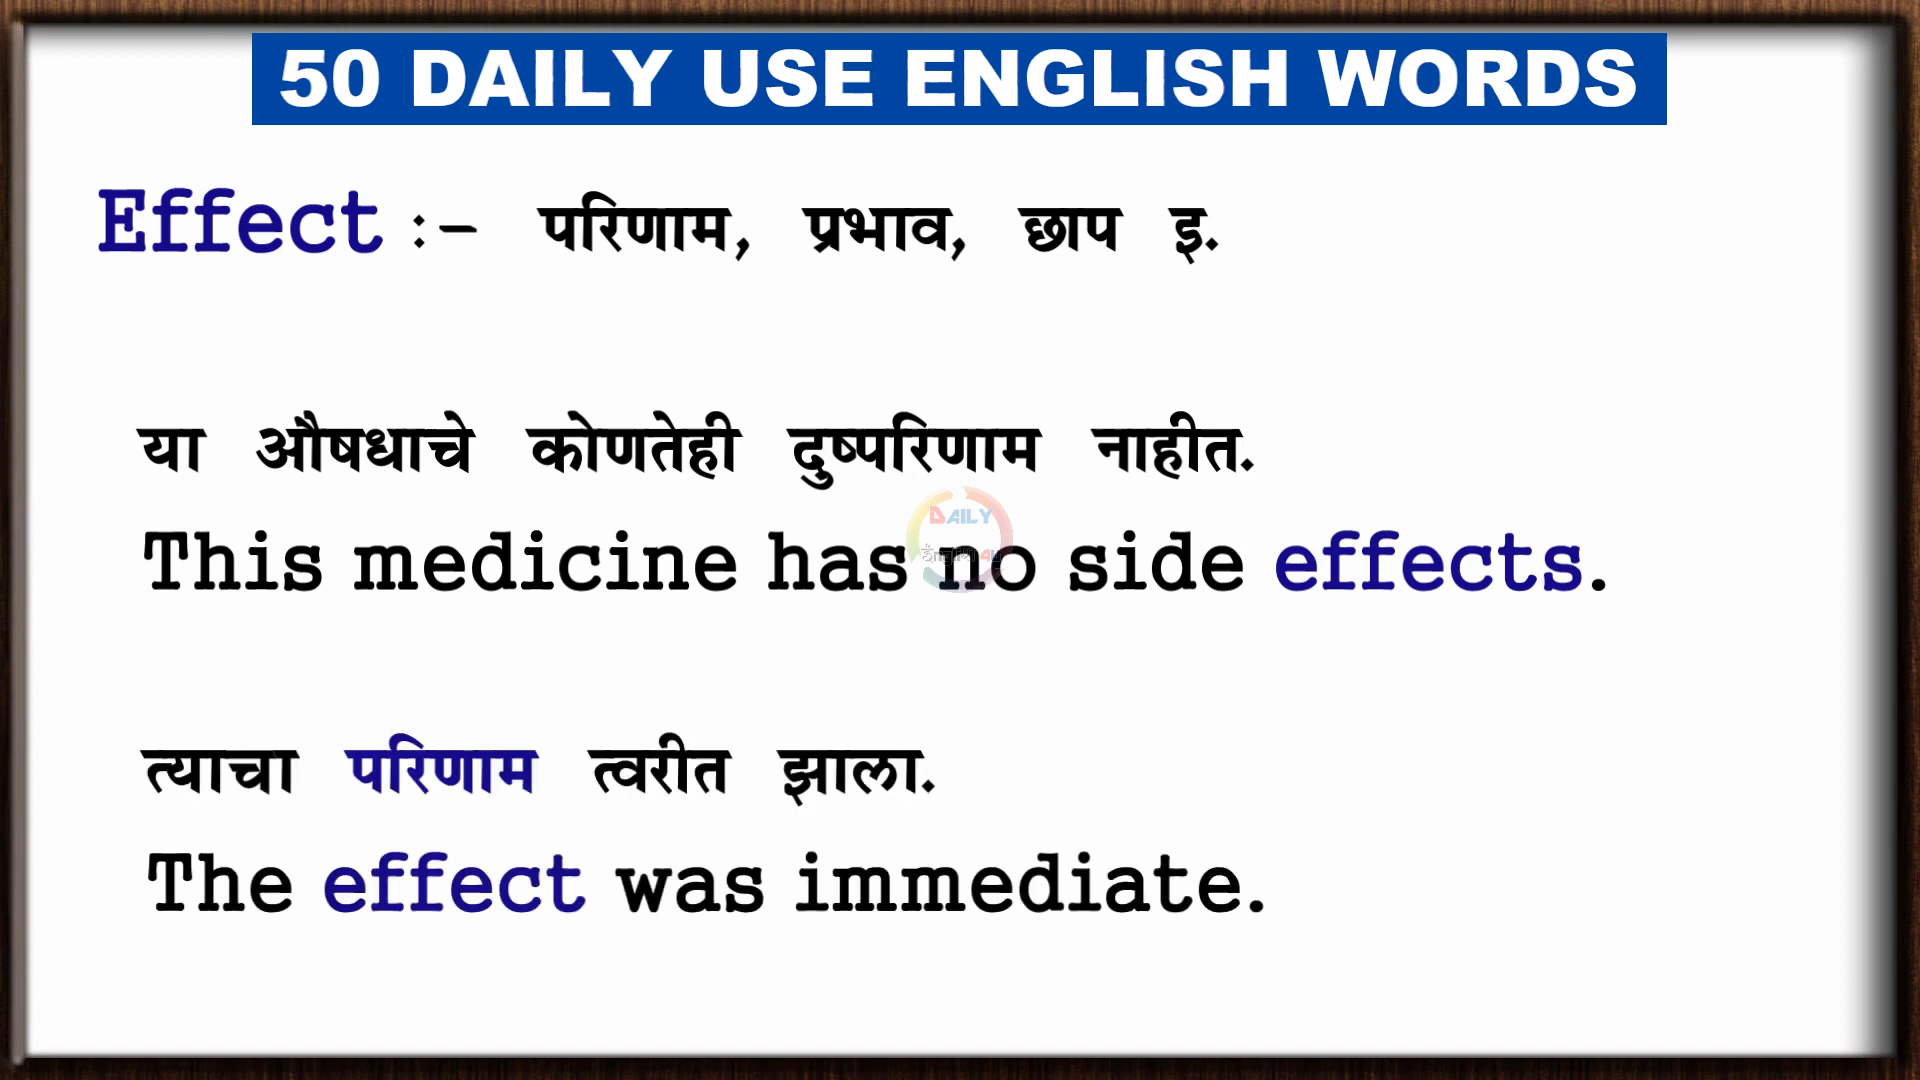 50 DAILY USE ENGLISH WORDS
Effect :- परिणाम, प्रभाव, छाप इ.
या औषधाचे कोणतेही दुष्परिणाम नाहीत.
DAILY
This medicine has no side effects.
त्याचा परिणाम त्वरीत झाला.
The effect was immediate.